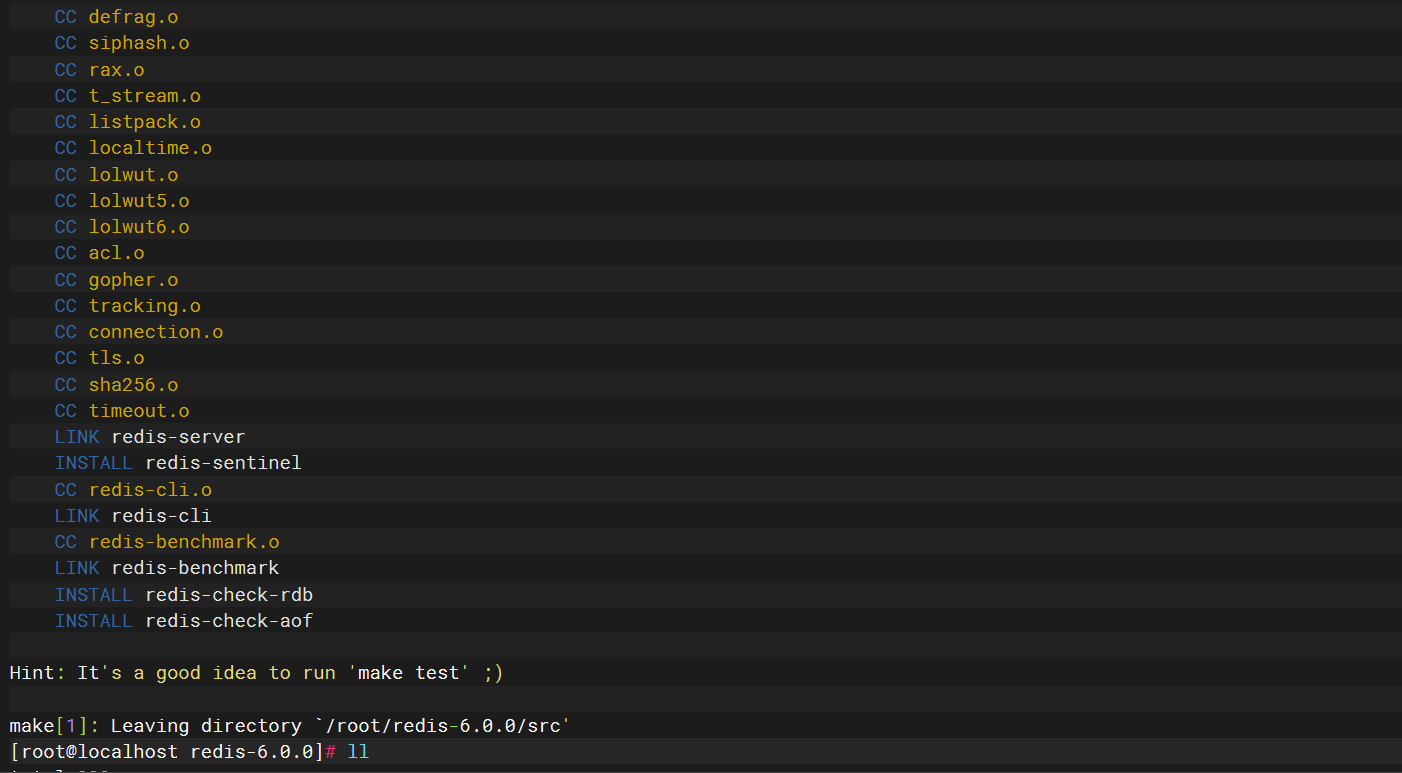 CC defrag.o
CC siphash.o
CC rax.o
CC t_stream.o
CC listpack.o
CC localtime.o
CC lolwut.o
CC lolwut5.o
CC lolwut6.o
CC acl.o
CC gopher.o
CC tracking.o
CC connection.o
CC tls.o
CC sha256.o
CC timeout.o
LINK redis-server
INSTALL redis-sentinel
CC redis-cli.o
LINK redis-cli
CC redis-benchmark.o
LINK redis-benchmark
INSTALL redis-check-rdb
INSTALL redis-check-aof
Hint: It's a good idea to run 'make test' ;)
make[1]: Leaving directory `/root/redis-6.0.0/src'
[root@localhost redis-6.0.0]# ll